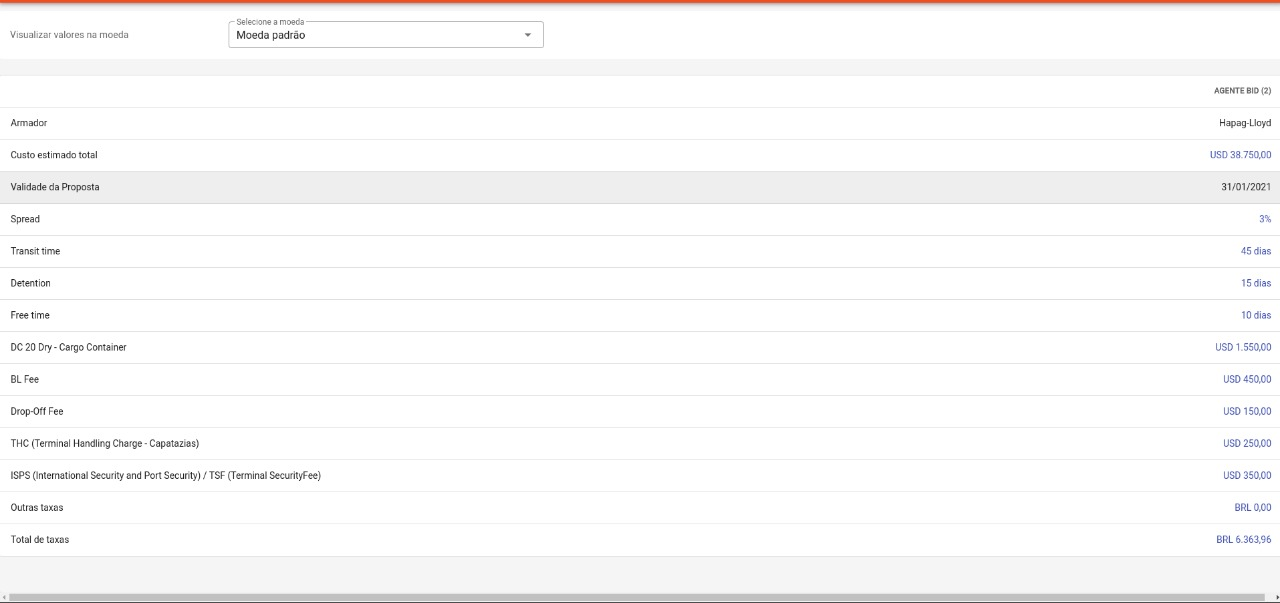 Visualizar valores na moeda
Selecione a moeda
Moeda padrão
AGENTE BID (2)
Armador Hapag-Lloyd
Custo estimado total USD 38.750,00
Validade da Proposta 31/01/2021
Spread 3%
Transit time 45 dias
Detention 15 dias
Free time 10 dias
DC 20 Dry - Cargo Container USD 1.550,00
BL Fee USD 450,00
Drop-Off Fee USD 150,00
THC (Terminal Handling Charge - Capatazias) USD 250,00
ISPS (International Security and Port Security) / TSF (Terminal SecurityFee) USD 350,00
Outras taxas BRL 0,00
Total de taxas BRL 6.363,96